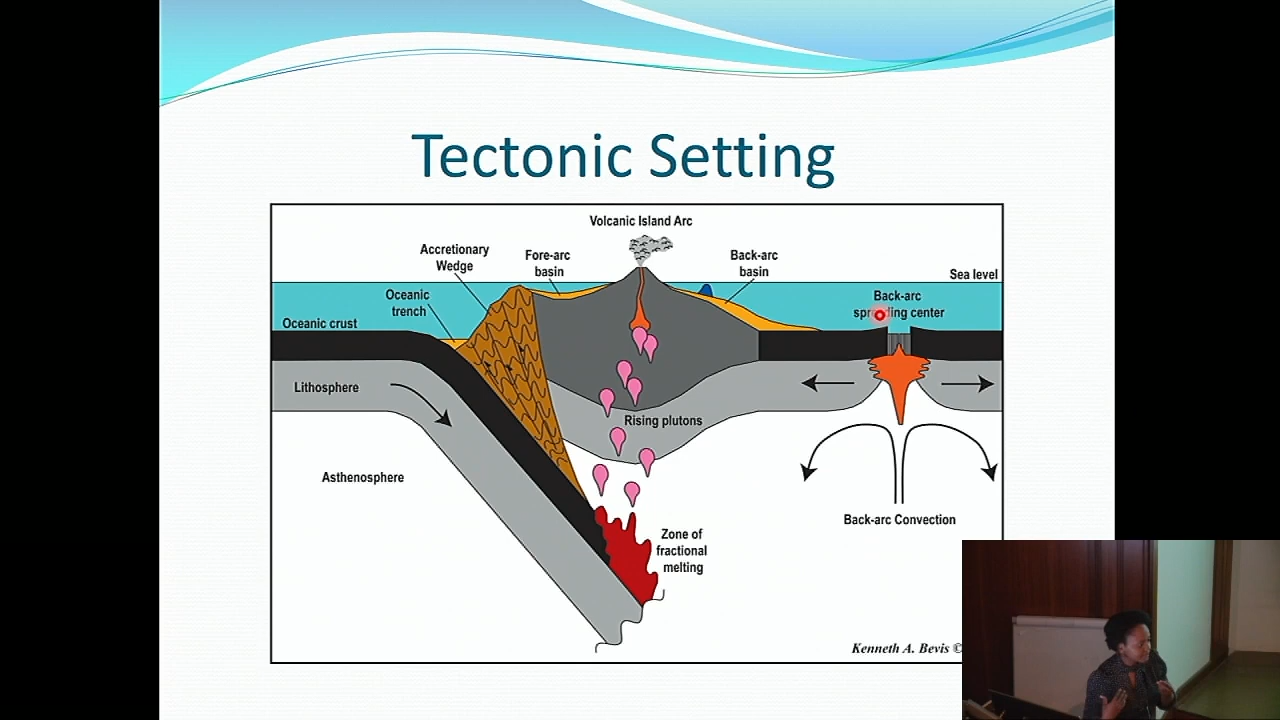 Tectonic Setting
Volcanic Island Arc
Accretionary
Wedge
Fore-arc
basin
Back-arc
basin
Sea level
Oceanic
trench
Back-arc
spreading center
Oceanic crust
Lithosphere
Rising plutons
Asthenosphere
Back-arc Convection
Zone of
fractional
melting
Kenneth A. Bevis ©